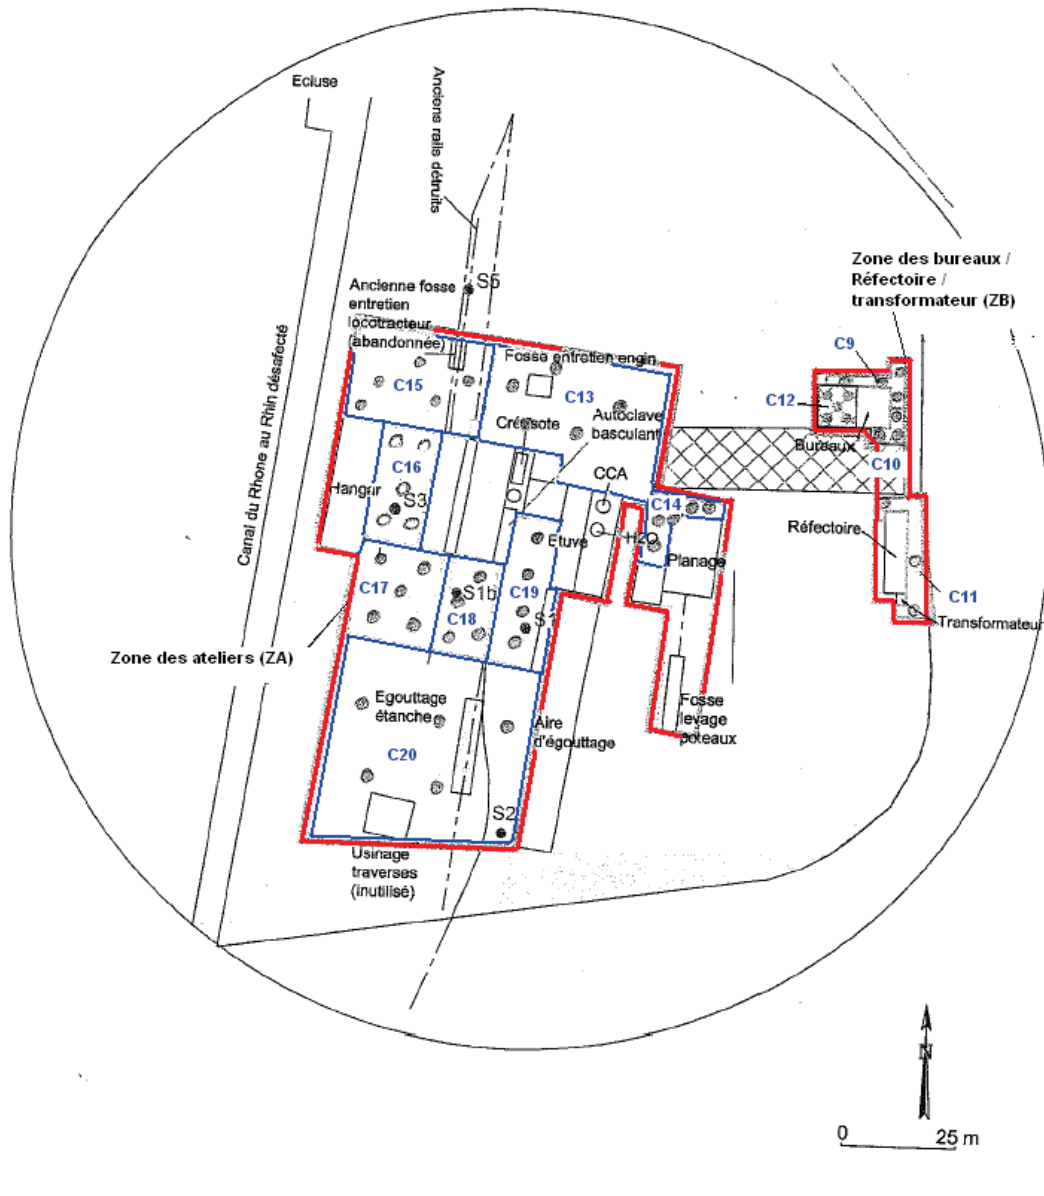 Ecluse
Anciens rails détruits
Canal du Rhone au Rhin désafecté
S5
Ancienne fosse
entretien
locotracteur
(abandonnée)
Fosse entretien engin
Zone des bureaux /
Réfectoire /
transformateur (ZB)
C9
C12
Bureaux
C10
C15
C13
Créosote
Autoclave
basculant
C16
Hangar
S3
CCA
C14
H2O
Etuve
Planage
Réfectoire
C11
Transformateur
C17
S1b
C18
C19
S1
Zone des ateliers (ZA)
Egouttage
étanche
C20
Aire
d'égouttage
Fosse
levage
poteaux
S2
Usinage
traverses
(inutilisé)
N
0 25 m